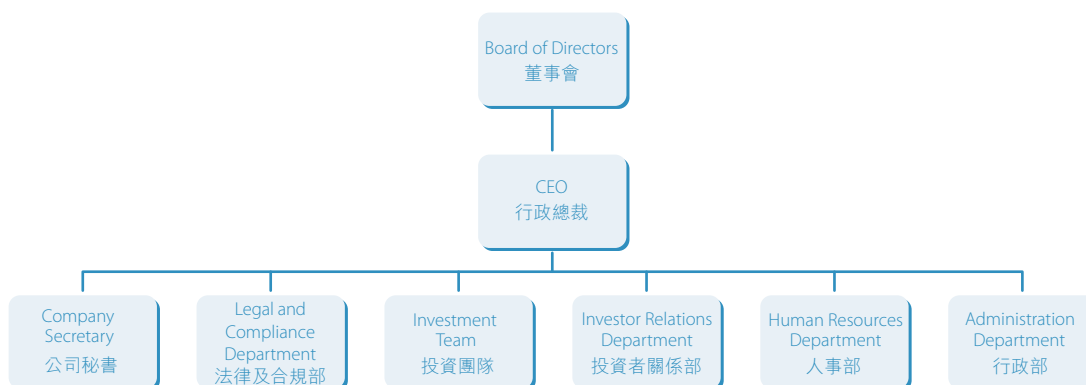 Board of Directors
董事會
CEO
行政總裁
Company
Secretary
公司秘書
Legal and
Compliance
Department
法律及合規部
Investment
Team
投資團隊
Investor Relations
Department
投資者關係部
Human Resources
Department
人事部
Administration
Department
行政部